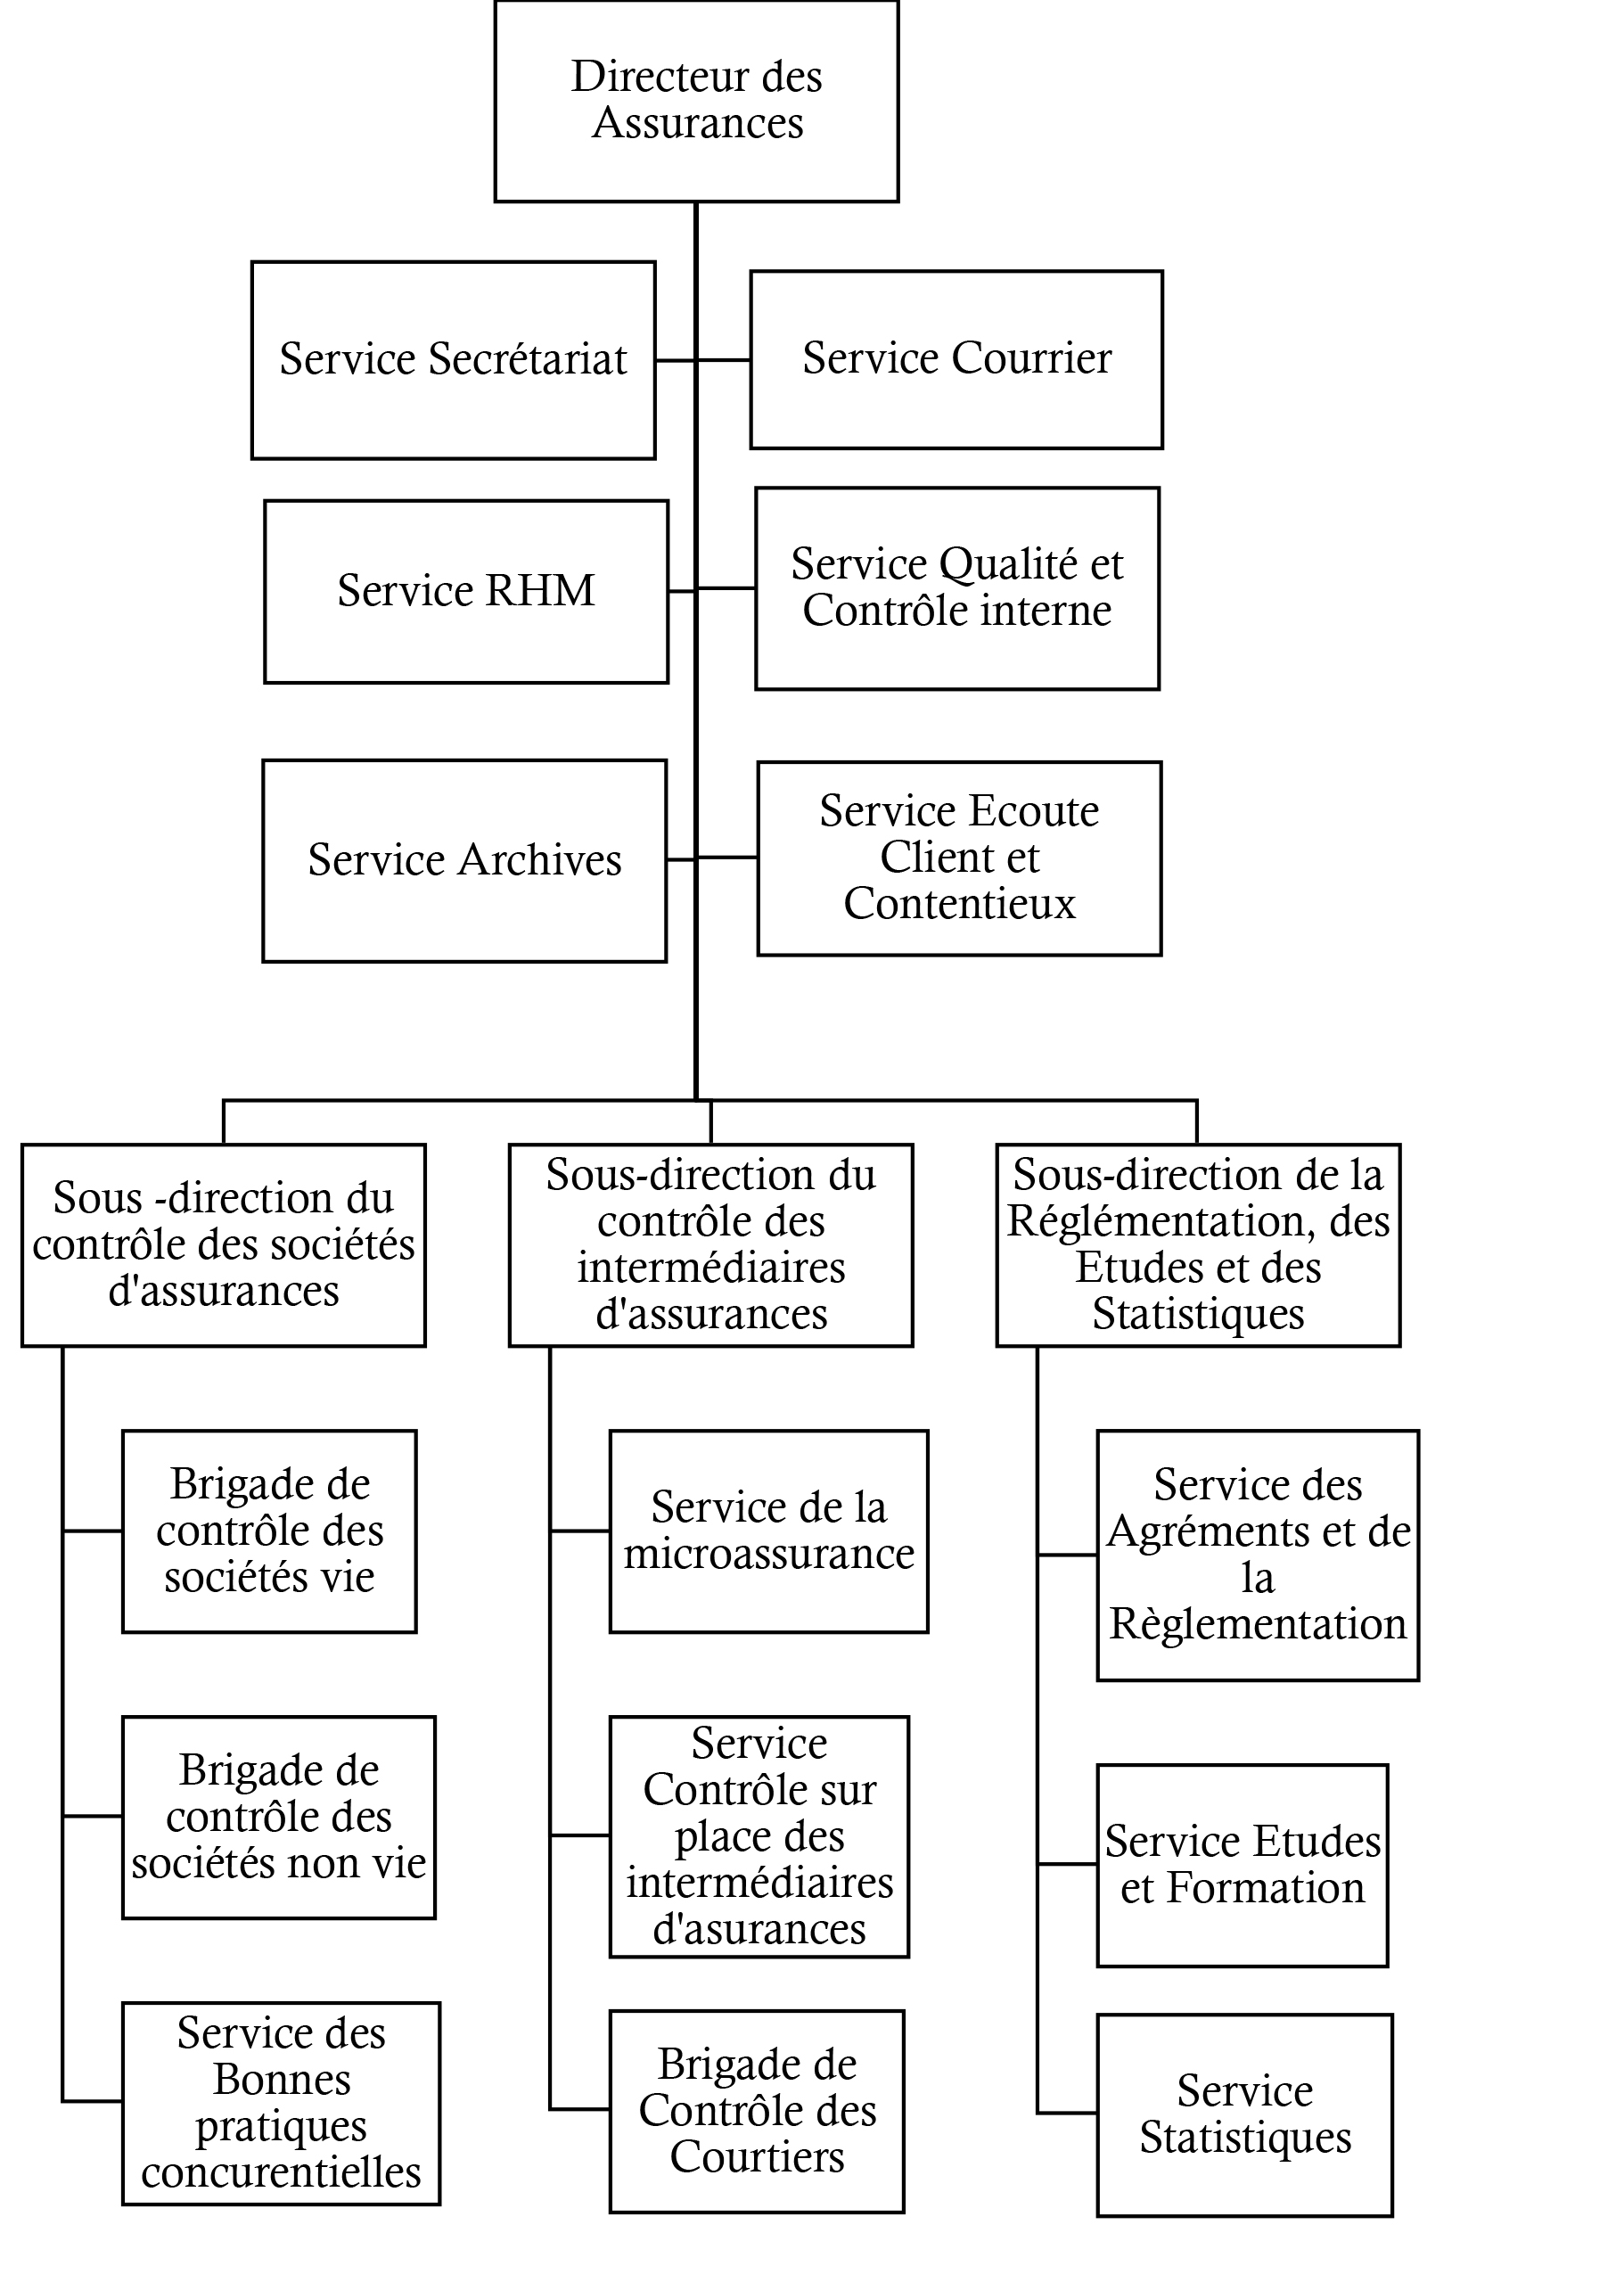 Directeur des
Assurances
Service Secrétariat
Service Courrier
Service RHM
Service Qualité et
Contrôle interne
Service Archives
Service Ecoute
Client et
Contentieux
Sous -direction du
contrôle des sociétés
d'assurances
Sous-direction du
contrôle des
intermédiaires
d'assurances
Sous-direction de la
Réglémentation, des
Etudes et des
Statistiques
Brigade de
contrôle des
sociétés vie
Service de la
microassurance
Service des
Agréments et de
la
Règlementation
Brigade de
contrôle des
sociétés non vie
Service
Contrôle sur
place des
intermédiaires
d'asurances
Service Etudes
et Formation
Service des
Bonnes
pratiques
concurentielles
Brigade de
Contrôle des
Courtiers
Service
Statistiques